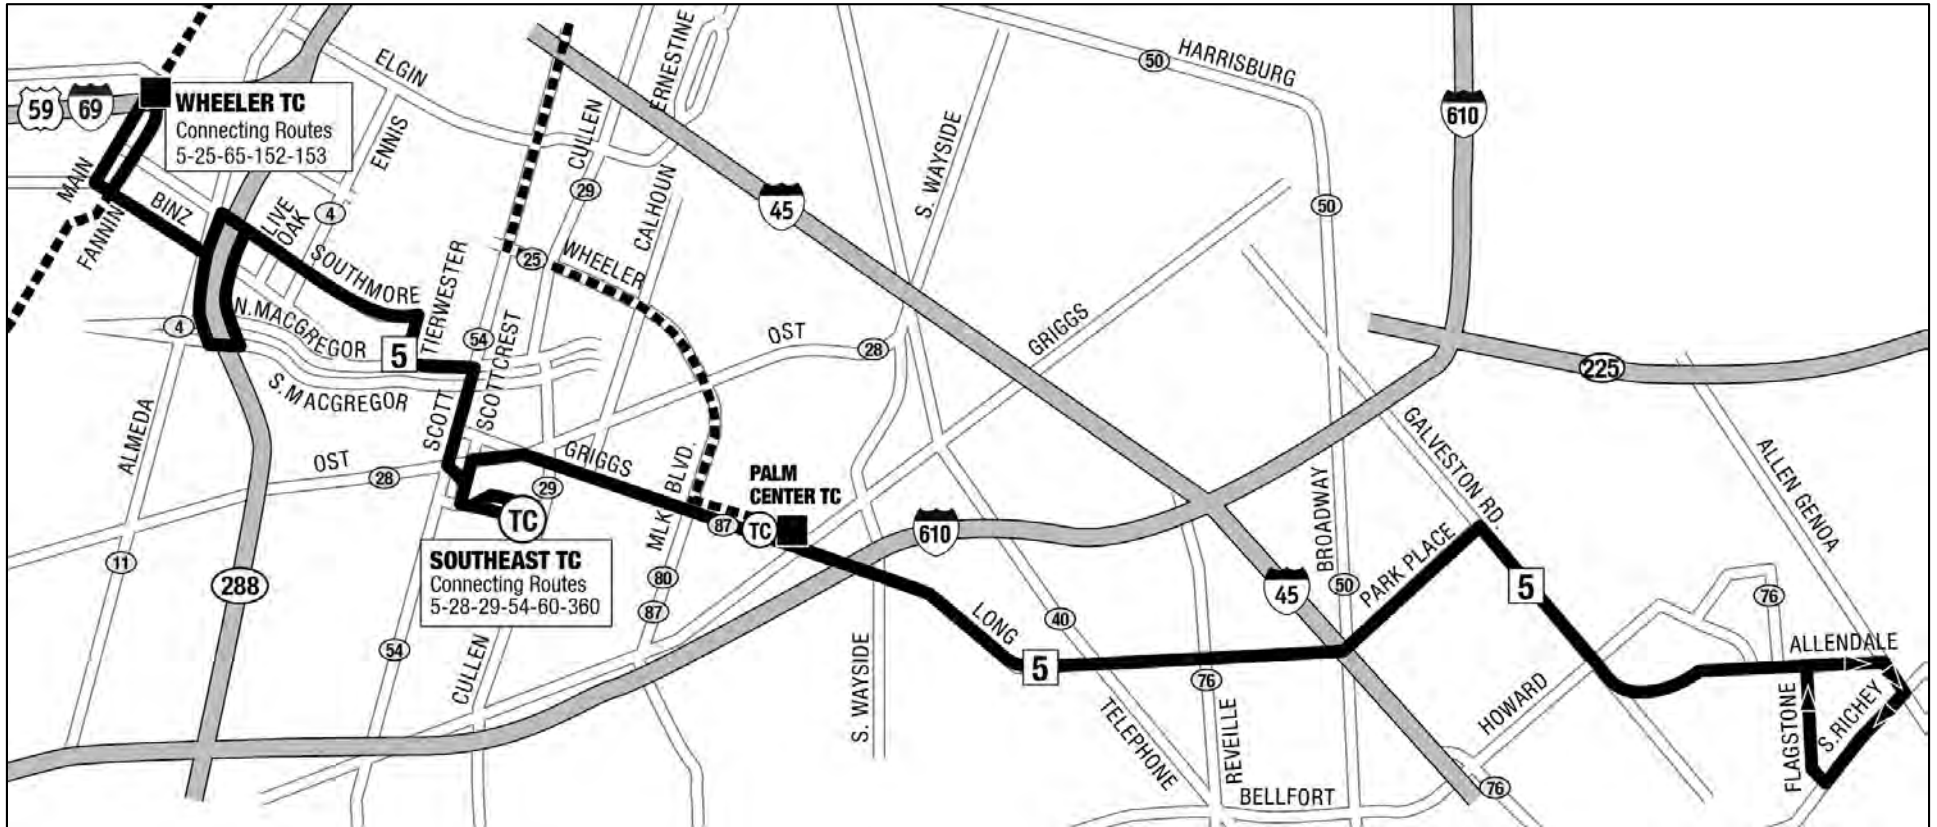 ELGIN
ERNESTINE
50
HARRISBURG
59
69
WHEELER TC
Connecting Routes
5-25-65-152-153
610
ENNIS
CULLEN
29
S. WAYSIDE
MAIN
BINZ
FANNIN
LIVE
OAK
4
CALHOUN
45
50
SOUTHMORE
TIERWESTER
25
WHEELER
4
N.MACGREGOR
5
54
SCOTTCREST
OST
28
GRIGGS
225
S.MACGREGOR
ALMEDA
SCOTT
GALVESTON RD.
ALLEN GENOA
OST
28
GRIGGS
29
MLK BLVD.
PALM
CENTER TC
87
TC
TC
610
BROADWAY
PARK PLACE
11
288
SOUTHEAST TC
Connecting Routes
5-28-29-54-60-360
80
87
45
50
5
76
LONG
40
54
CULLEN
5
76
ALLENDALE
S. WAYSIDE
TELEPHONE
REVEILLE
HOWARD
FLAGSTONE
S.RICHEY
BELLFORT
76